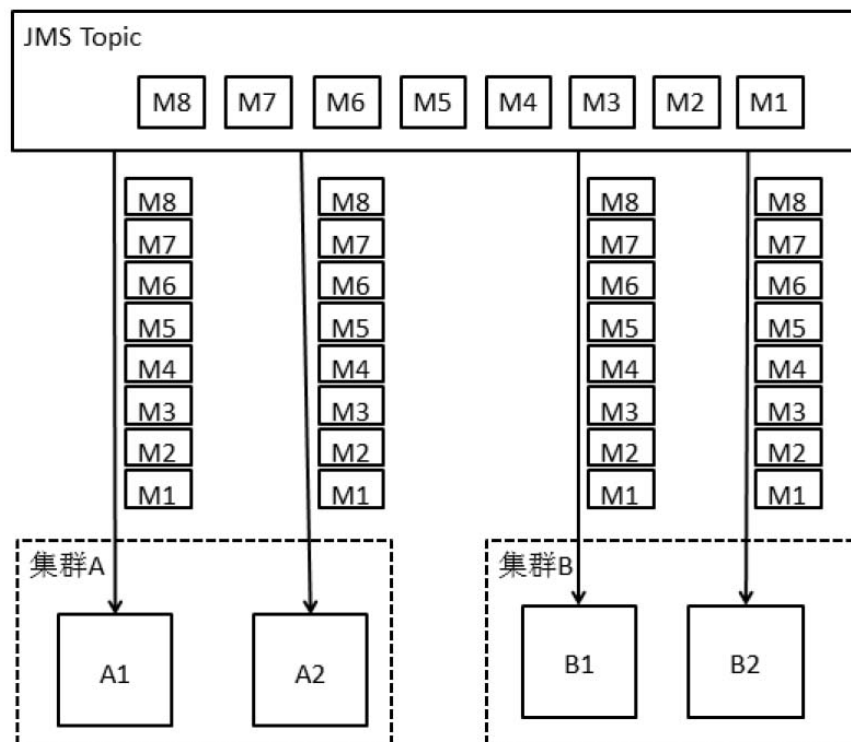 JMS Topic
M8 M7 M6 M5 M4 M3 M2 M1
M8 M8 M8 M8
M7 M7 M7 M7
M6 M6 M6 M6
M5 M5 M5 M5
M4 M4 M4 M4
M3 M3 M3 M3
M2 M2 M2 M2
M1 M1 M1 M1
集群A 集群B
A1 A2 B1 B2